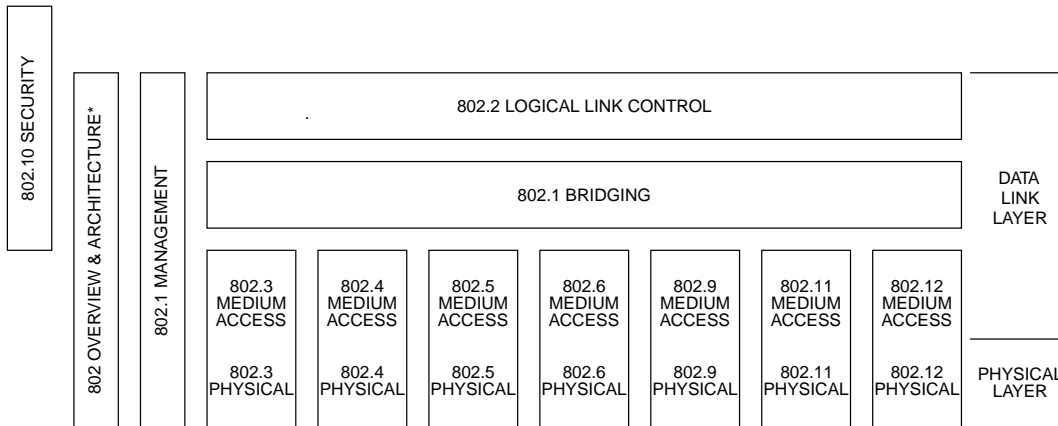 802.10 SECURITY
802 OVERVIEW & ARCHITECTURE*
802.1 MANAGEMENT
802.2 LOGICAL LINK CONTROL
802.1 BRIDGING
802.3
MEDIUM
ACCESS
802.3
PHYSICAL
802.4
MEDIUM
ACCESS
802.4
PHYSICAL
802.5
MEDIUM
ACCESS
802.5
PHYSICAL
802.6
MEDIUM
ACCESS
802.6
PHYSICAL
802.9
MEDIUM
ACCESS
802.9
PHYSICAL
802.11
MEDIUM
ACCESS
802.11
PHYSICAL
802.12
MEDIUM
ACCESS
802.12
PHYSICAL
DATA
LINK
LAYER
PHYSICAL
LAYER